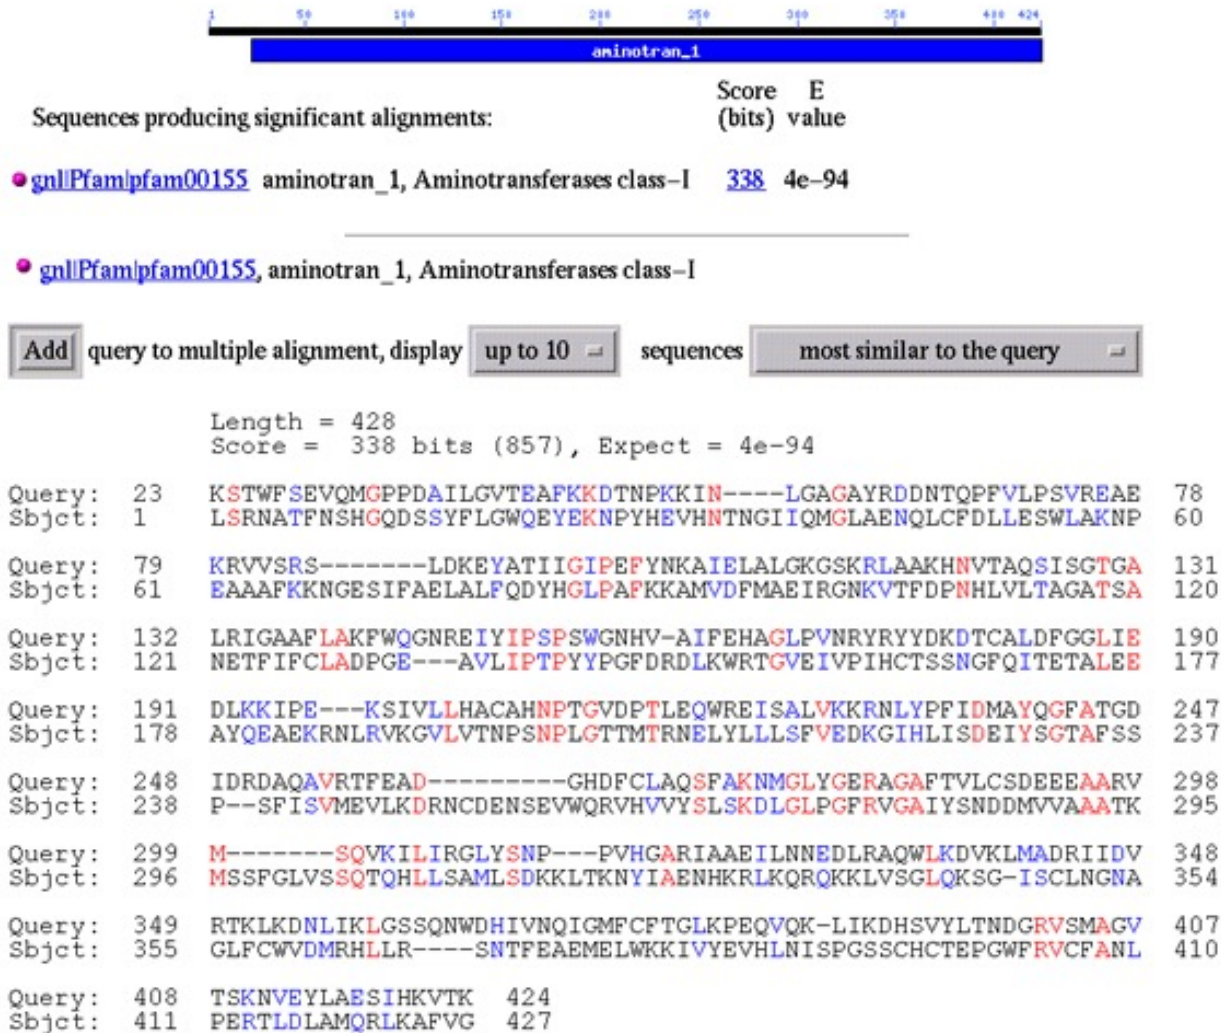 1 50 100 150 200 250 300 350 400 424
aminotran_1
Score E
Sequences producing significant alignments: (bits) value
gnl|Pfam|pfam00155 aminotran_1, Aminotransferases class-I 338 4e-94
gnl|Pfam|pfam00155, aminotran_1, Aminotransferases class-I
Add query to multiple alignment, display up to 10 sequences most similar to the query
Length = 428
Score = 338 bits (857), Expect = 4e-94
Query: 23 KSTWFSEVQMGPPDAILGVTEAFKKDTNPKKIN----LGAGAYRDDNTQPFVLPSVREAE 78
Sbjct: 1 LSRNATFNSHGQDSSYFLGWQEYEKNPYHEVHNTNGIIQMGLAENQLCFDLLESWLAKNP 60
Query: 79 KRVVSRS-------LDKEYATIIGIPEFYNKAIELALGKGSKRLAAKHNVTAQSISGTGA 131
Sbjct: 61 EAAAFKKNGESIFAELALFQDYHGLPAFKKAMVDFMAEIRGNKVTFDPNHLVLTAGATSA 120
Query: 132 LRIGAAFLAKFWQGNREIYIPSPSWGNHV-AIFEHAGLPVNRYRYYDKDTCALDFGGLIE 190
Sbjct: 121 NETFIFCLADPGE---AVLIPTPYYPGFDRDLKWRTGVEIVPIHCTSSNGFQITETALEE 177
Query: 191 DLKKIPE---KSIVLLHACAHNPTGVDPTLEQWREISALVKKRNLYPFIDMAYQGFATGD 247
Sbjct: 178 AYQEAEKRNLRVKGVLVTNPSNPLGTTMTRNELYLLLSFVEDKGIHLISDEIYSGTAFSS 237
Query: 248 IDRDAQAVRTFEAD---------GHDFCLAQSFAKNMGLYGERAGAFTVLCSDEEEAARV 298
Sbjct: 238 P--SFISVMEVLKDRNCDENSEVWQRVHVVYSLSKDLGLPGFRVGAIYSNDDMVVAAATK 295
Query: 299 M-------SQVKILIRGLYSNP---PVHGARIAAEILNNEDLRAQWLKDVKLMADRIIDV 348
Sbjct: 296 MSSFGLVSSQTQHLLSAMLSDKKLTKNYIAENHKRLKQRQKKLVSGLQKSG-ISCLNGNA 354
Query: 349 RTKLKDNLIKLGSSQNWDHIVNQIGMFCFTGLKPEQVQK-LIKDHSVYLTNDGRVSMAGV 407
Sbjct: 355 GLFCWVDMRHLLR----SNTFEAEMELWKKIVYEVHLNISPGSSCHCTEPGWFRVCFANL 410
Query: 408 TSKNVEYLAESIHKVTK 424
Sbjct: 411 PERTLDLAMQRLKAFVG 427